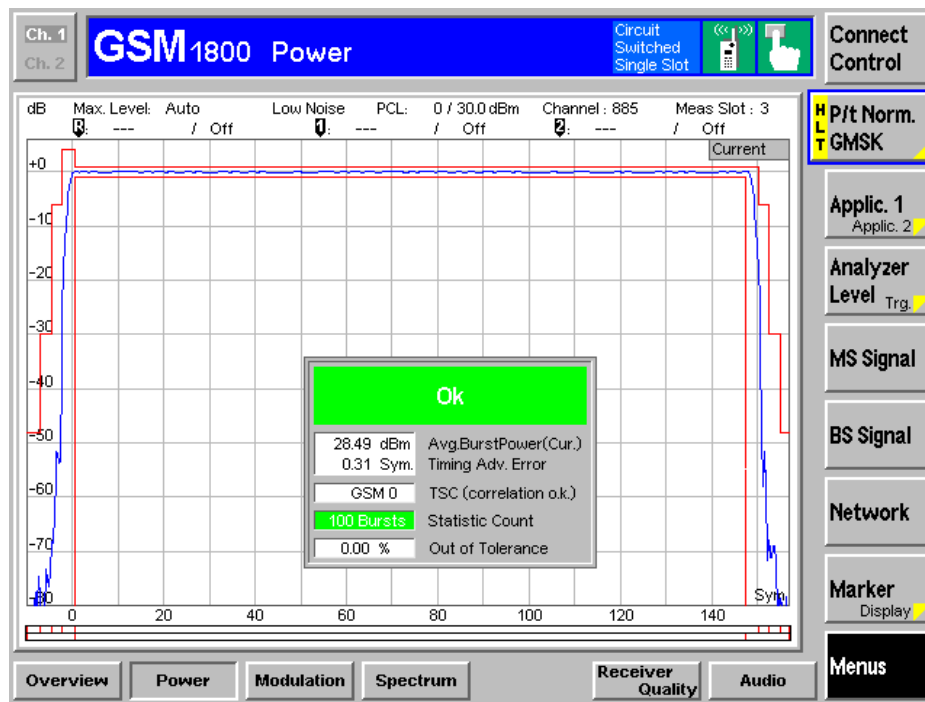 Ch. 1
Ch. 2
GSM1800 Power
Circuit
Switched
Single Slot
Connect
Control
dB Max. Level: Auto Low Noise PCL: 0 / 30.0 dBm Channel : 885 Meas Slot : 3
R: --- / Off 1: --- / Off 2: --- / Off
Current
H
L
T
P/t Norm.
GMSK
Applic. 1
Applic. 2
Analyzer
Level Trg.
MS Signal
BS Signal
Network
Marker
Display
Menus
+0
-10
-20
-30
-40
-50
-60
-70
-80
Ok
28.49 dBm Avg.BurstPower(Cur.)
0.31 Sym. Timing Adv. Error
GSM 0 TSC (correlation o.k.)
100 Bursts Statistic Count
0.00 % Out of Tolerance
Sym.
0 20 40 60 80 100 120 140
Overview Power Modulation Spectrum Receiver Quality Audio